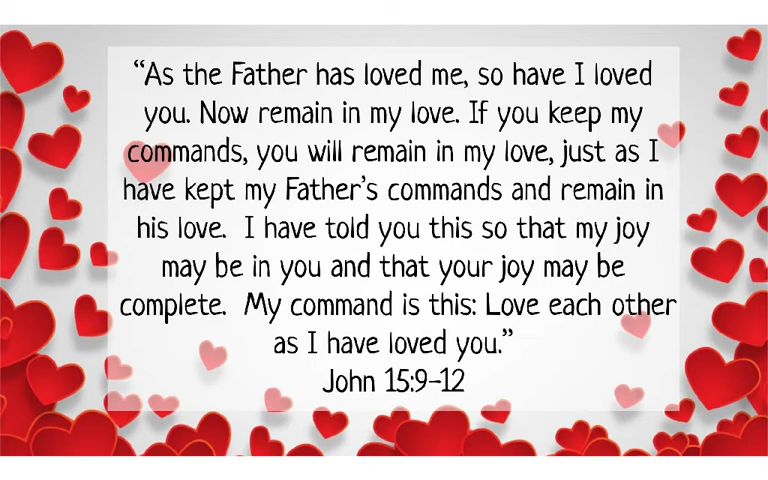 “As the Father has loved me, so have I loved
you. Now remain in my love. If you keep my
commands, you will remain in my love, just as I
have kept my Father’s commands and remain in
his love.  I have told you this so that my joy
may be in you and that your joy may be
complete.  My command is this: Love each other
as I have loved you.”
John 15:9-12